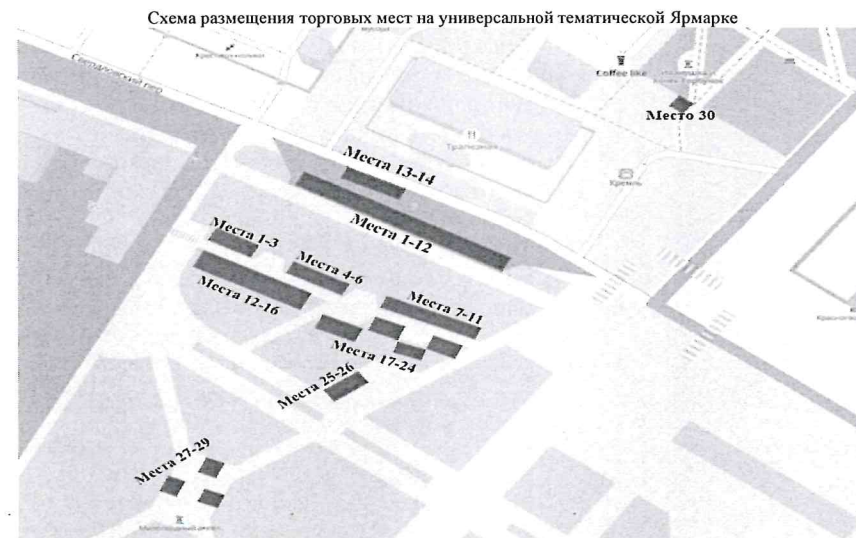 Схема размещения торговых мест на универсальной тематической Ярмарке
Coffee like
Место 30
Трапезная
Кремль
Места 13-14
Места 1-12
Места 1-3
Места 4-6
Места 12-16
Места 7-11
Места 17-24
Места 25-26
Места 27-29